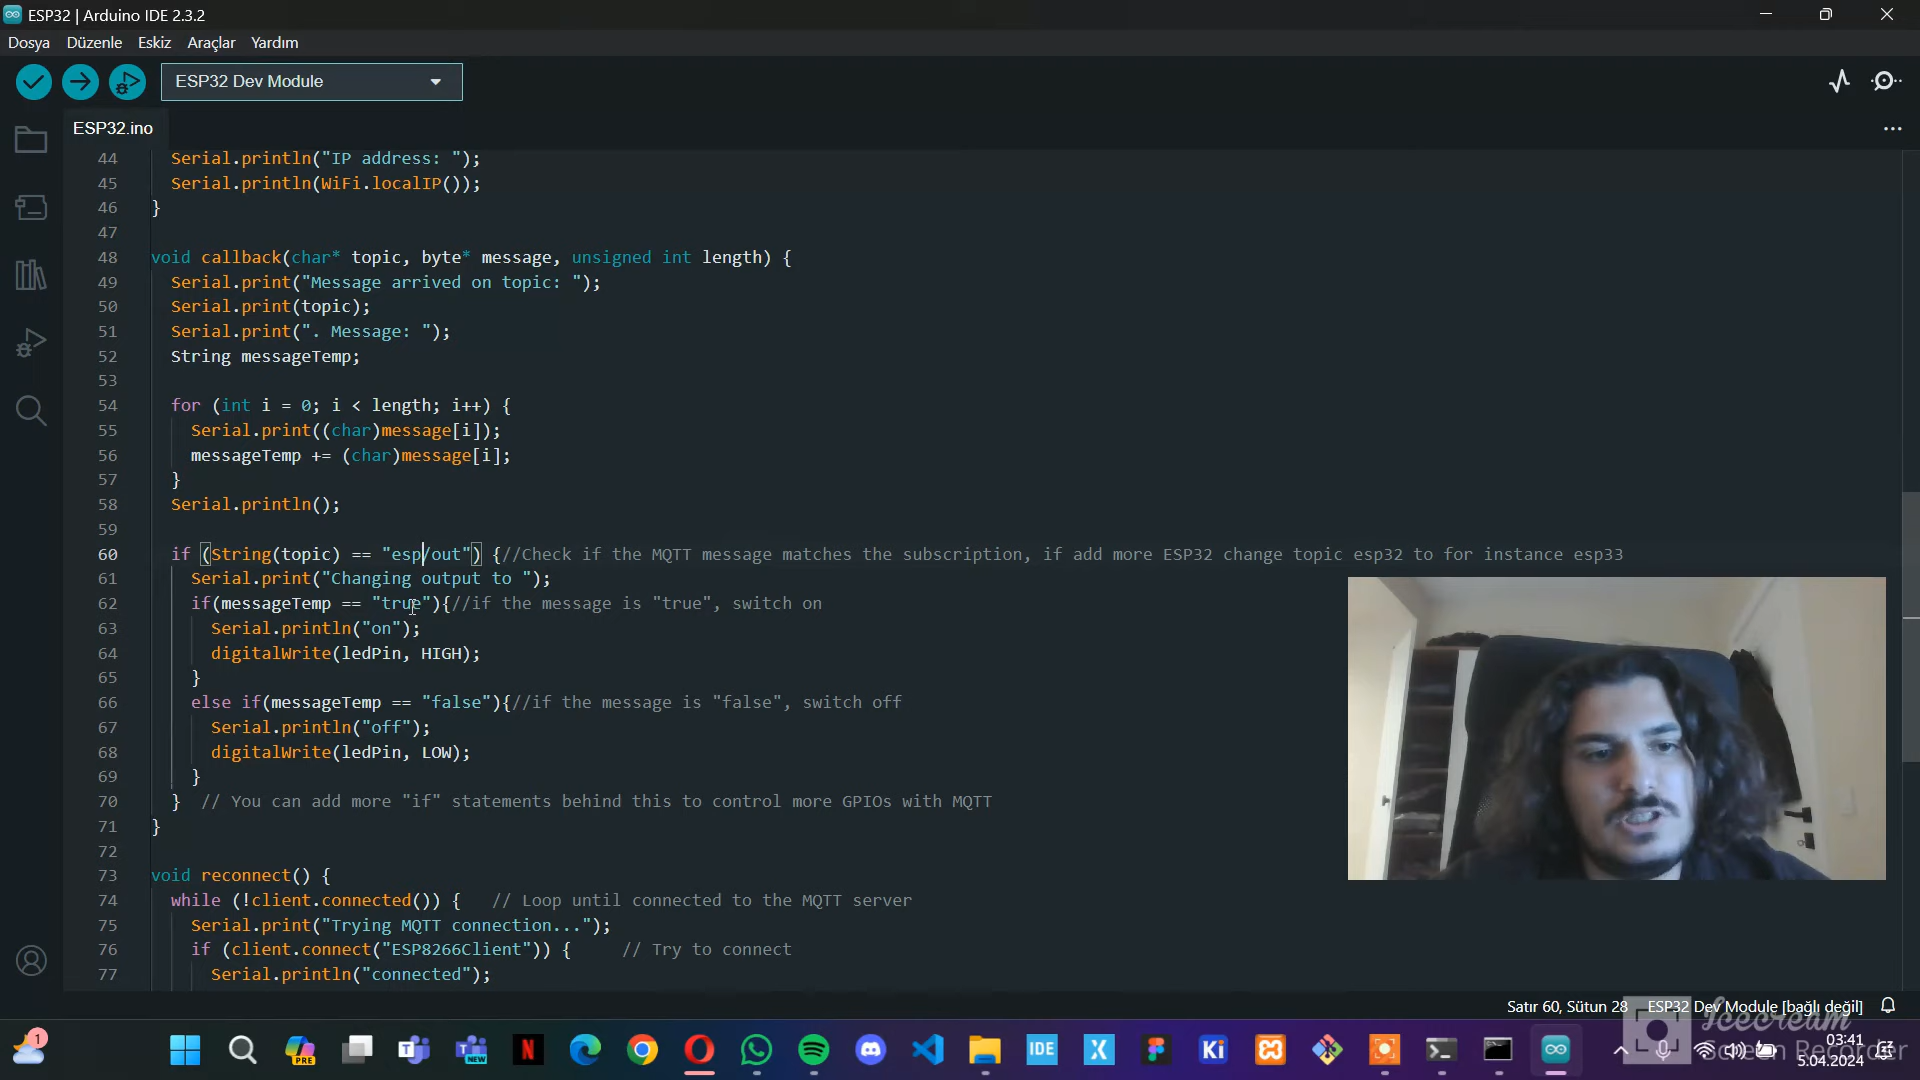 ESP32 | Arduino IDE 2.3.2
Dosya Düzenle Eskiz Araçlar Yardım
ESP32 Dev Module
ESP32.ino
44 Serial.println("IP address: ");
45 Serial.println(WiFi.localIP());
46 }
47
48 void callback(char* topic, byte* message, unsigned int length) {
49 Serial.print("Message arrived on topic: ");
50 Serial.print(topic);
51 Serial.print(". Message: ");
52 String messageTemp;
53
54 for (int i = 0; i < length; i++) {
55 Serial.print((char)message[i]);
56 messageTemp += (char)message[i];
57 }
58 Serial.println();
59
60 if (String(topic) == "esp/out") {//Check if the MQTT message matches the subscription, if add more ESP32 change topic esp32 to for instance esp33
61 Serial.print("Changing output to ");
62 if(messageTemp == "true"){//if the message is "true", switch on
63 Serial.println("on");
64 digitalWrite(ledPin, HIGH);
65 }
66 else if(messageTemp == "false"){//if the message is "false", switch off
67 Serial.println("off");
68 digitalWrite(ledPin, LOW);
69 }
70 } // You can add more "if" statements behind this to control more GPIOs with MQTT
71 }
72
73 void reconnect() {
74 while (!client.connected()) { // Loop until connected to the MQTT server
75 Serial.print("Trying MQTT connection...");
76 if (client.connect("ESP8266Client")) { // Try to connect
77 Serial.println("connected");
Satır 60, Sütun 28 ESP32 Dev Module [bağlı değil]
Icecream
Screen Recorder
1
PRE
NEW
N
IDE
X
Ki
03:41
5.04.2024